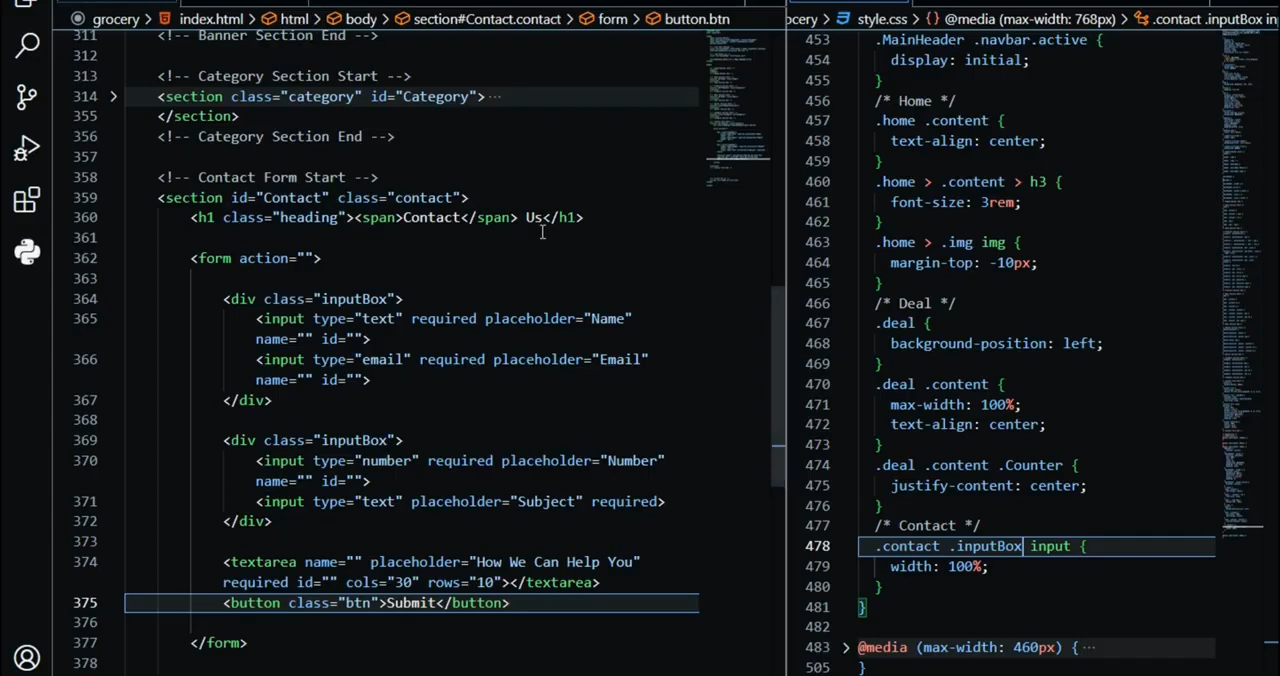 grocery > index.html > html > body > section#Contact.contact > form > button.btn
311 <!-- Banner Section End -->
312
313 <!-- Category Section Start -->
314 <section class="category" id="Category">···
355 </section>
356 <!-- Category Section End -->
357
358 <!-- Contact Form Start -->
359 <section id="Contact" class="contact">
360 <h1 class="heading"><span>Contact</span> Us</h1>
361
362 <form action="">
363
364 <div class="inputBox">
365 <input type="text" required placeholder="Name"
name="" id="">
366 <input type="email" required placeholder="Email"
name="" id="">
367 </div>
368
369 <div class="inputBox">
370 <input type="number" required placeholder="Number"
name="" id="">
371 <input type="text" placeholder="Subject" required>
372 </div>
373
374 <textarea name="" placeholder="How We Can Help You"
required id="" cols="30" rows="10"></textarea>
375 <button class="btn">Submit</button>
376
377 </form>
378
ocery > style.css > {} @media (max-width: 768px) > .contact .inputBox in
453 .MainHeader .navbar.active {
454 display: initial;
455 }
456 /* Home */
457 .home .content {
458 text-align: center;
459 }
460 .home > .content > h3 {
461 font-size: 3rem;
462 }
463 .home > .img img {
464 margin-top: -10px;
465 }
466 /* Deal */
467 .deal {
468 background-position: left;
469 }
470 .deal .content {
471 max-width: 100%;
472 text-align: center;
473 }
474 .deal .content .Counter {
475 justify-content: center;
476 }
477 /* Contact */
478 .contact .inputBox input {
479 width: 100%;
480 }
481 }
482
483 @media (max-width: 460px) {···
505 }